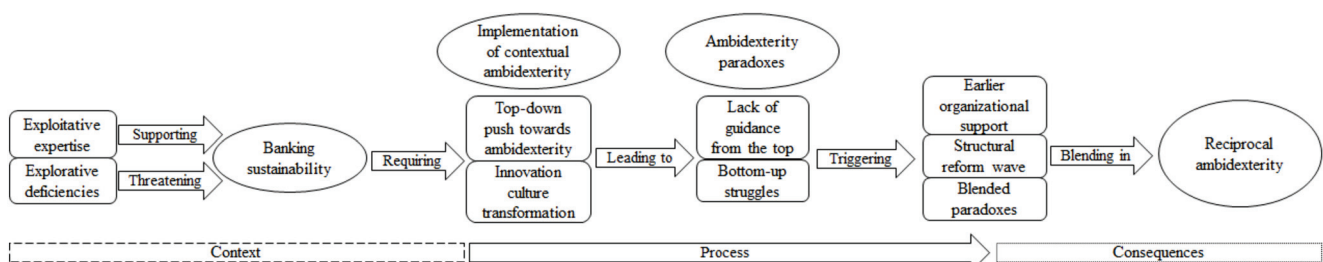 Exploitative
expertise
Explorative
deficiencies
Supporting
Threatening
Banking
sustainability
Requiring
Implementation
of contextual
ambidexterity
Top-down
push towards
ambidexterity
Innovation
culture
transformation
Leading to
Ambidexterity
paradoxes
Lack of
guidance
from the top
Bottom-up
struggles
Triggering
Earlier
organizational
support
Structural
reform wave
Blended
paradoxes
Blending in
Reciprocal
ambidexterity
Context
Process
Consequences